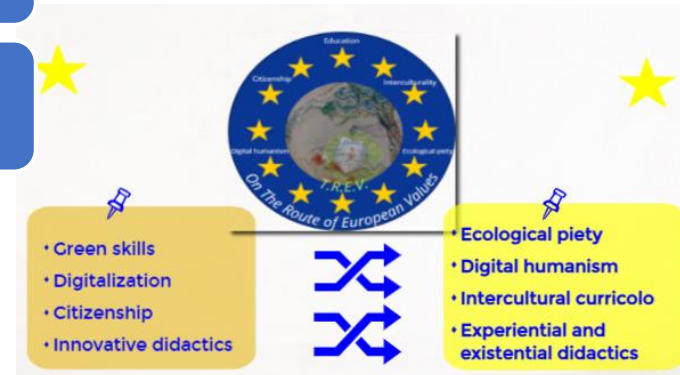 Education
Citizenship
Interculturality
Digital humanism
Ecological piety
T.R.E.V.
On The Route of European Values
• Green skills
• Digitalization
• Citizenship
• Innovative didactics
• Ecological piety
• Digital humanism
• Intercultural curricolo
• Experiential and
existential didactics